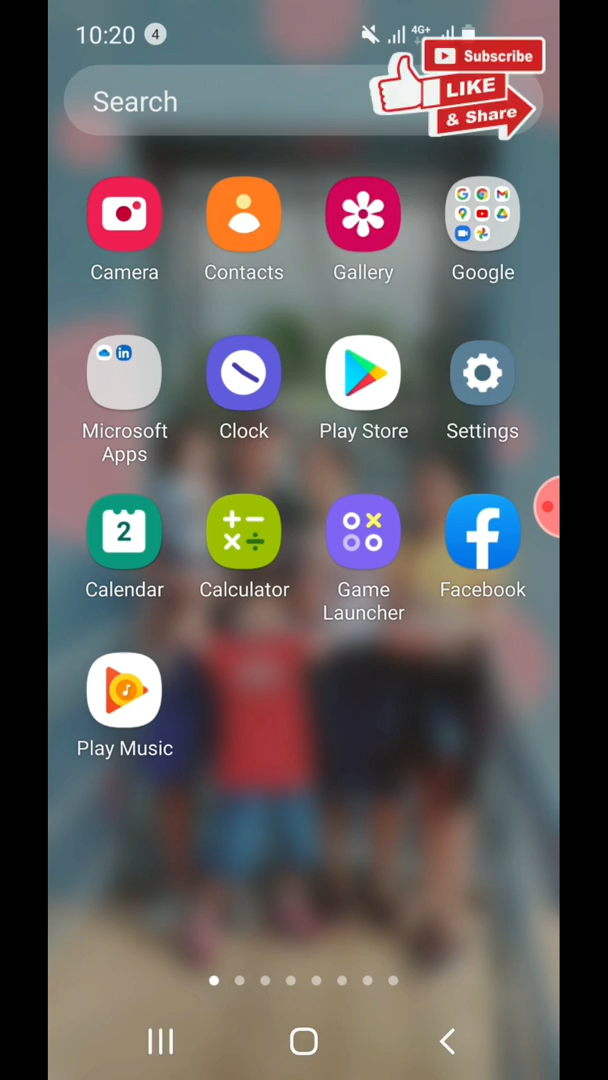 10:20 4 4G+
Subscribe
LIKE
& Share
Search
Camera Contacts Gallery Google
Microsoft Apps Clock Play Store Settings
2
Calendar Calculator Game Launcher Facebook
Play Music